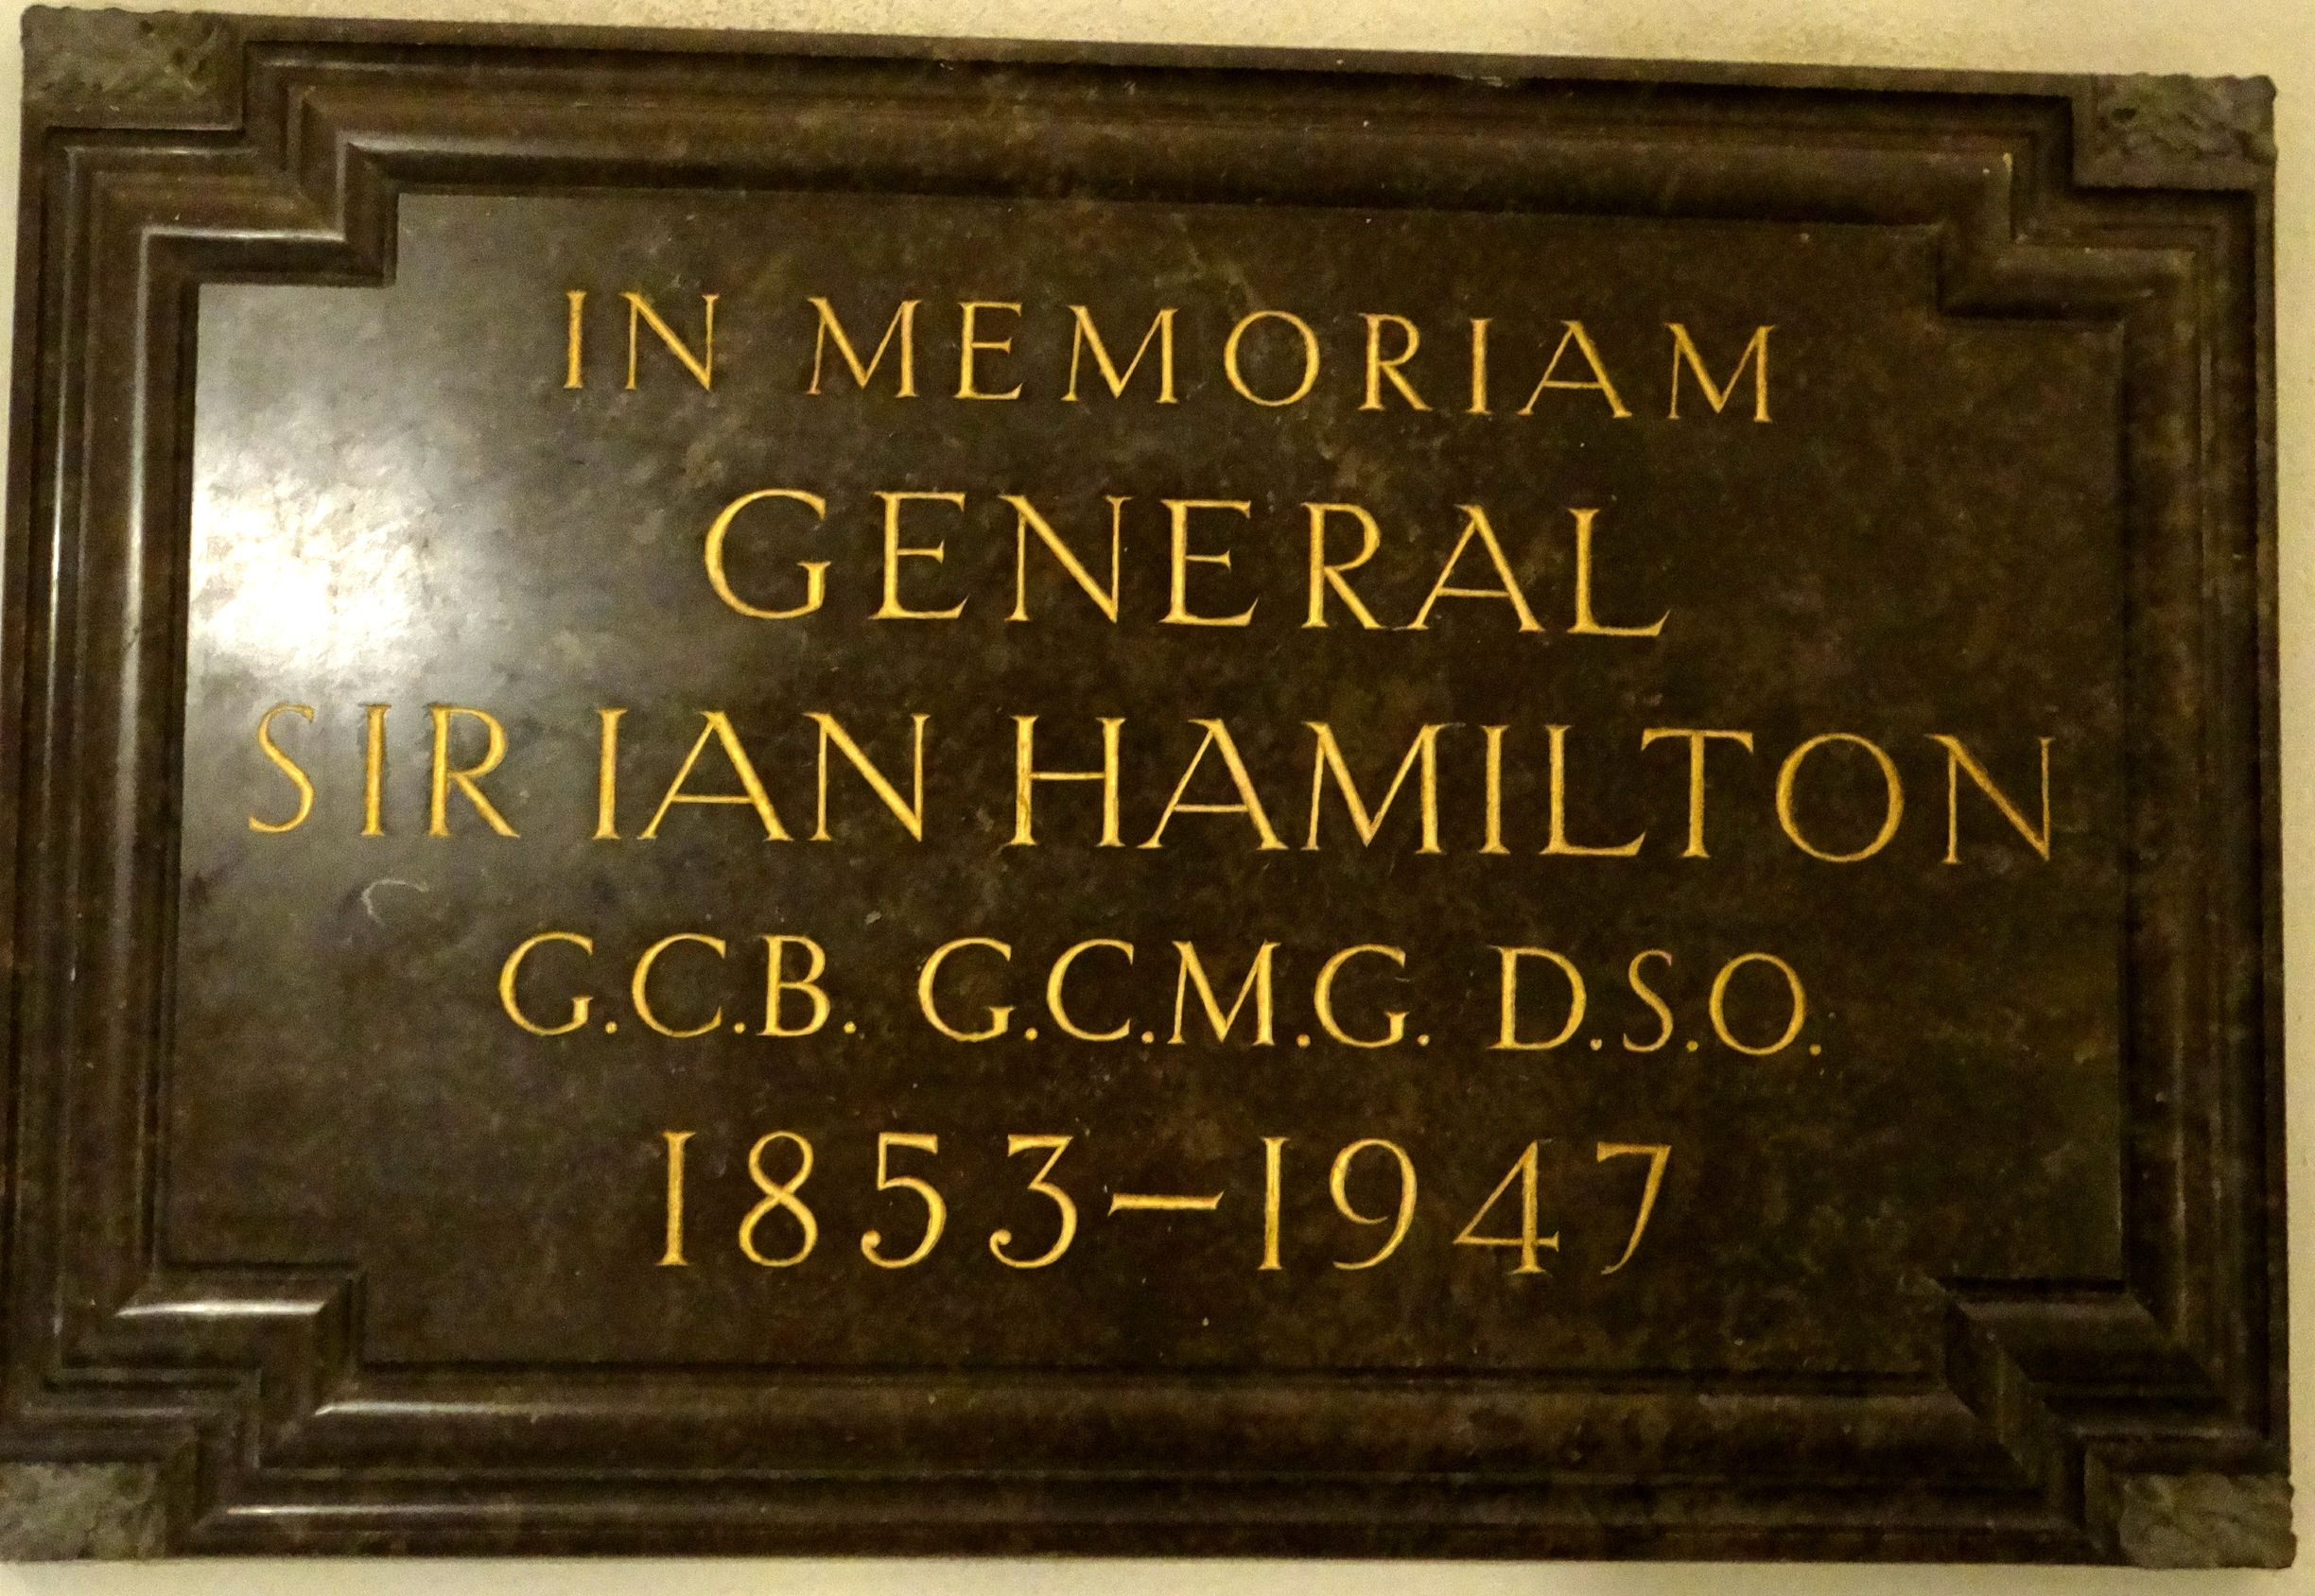 IN MEMORIAM
GENERAL
SIR IAN HAMILTON
G.C.B. G.C.M.G. D.S.O.
1853-1947